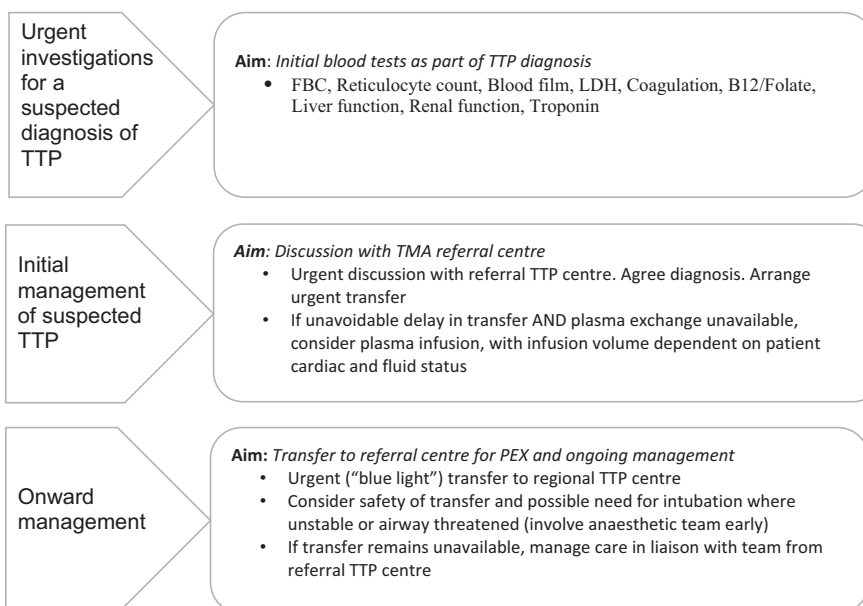 Urgent
investigations
for a
suspected
diagnosis of
TTP
Aim: Initial blood tests as part of TTP diagnosis
• FBC, Reticulocyte count, Blood film, LDH, Coagulation, B12/Folate,
Liver function, Renal function, Troponin
Initial
management
of suspected
TTP
Aim: Discussion with TMA referral centre
• Urgent discussion with referral TTP centre. Agree diagnosis. Arrange
urgent transfer
• If unavoidable delay in transfer AND plasma exchange unavailable,
consider plasma infusion, with infusion volume dependent on patient
cardiac and fluid status
Onward
management
Aim: Transfer to referral centre for PEX and ongoing management
• Urgent (“blue light”) transfer to regional TTP centre
• Consider safety of transfer and possible need for intubation where
unstable or airway threatened (involve anaesthetic team early)
• If transfer remains unavailable, manage care in liaison with team from
referral TTP centre